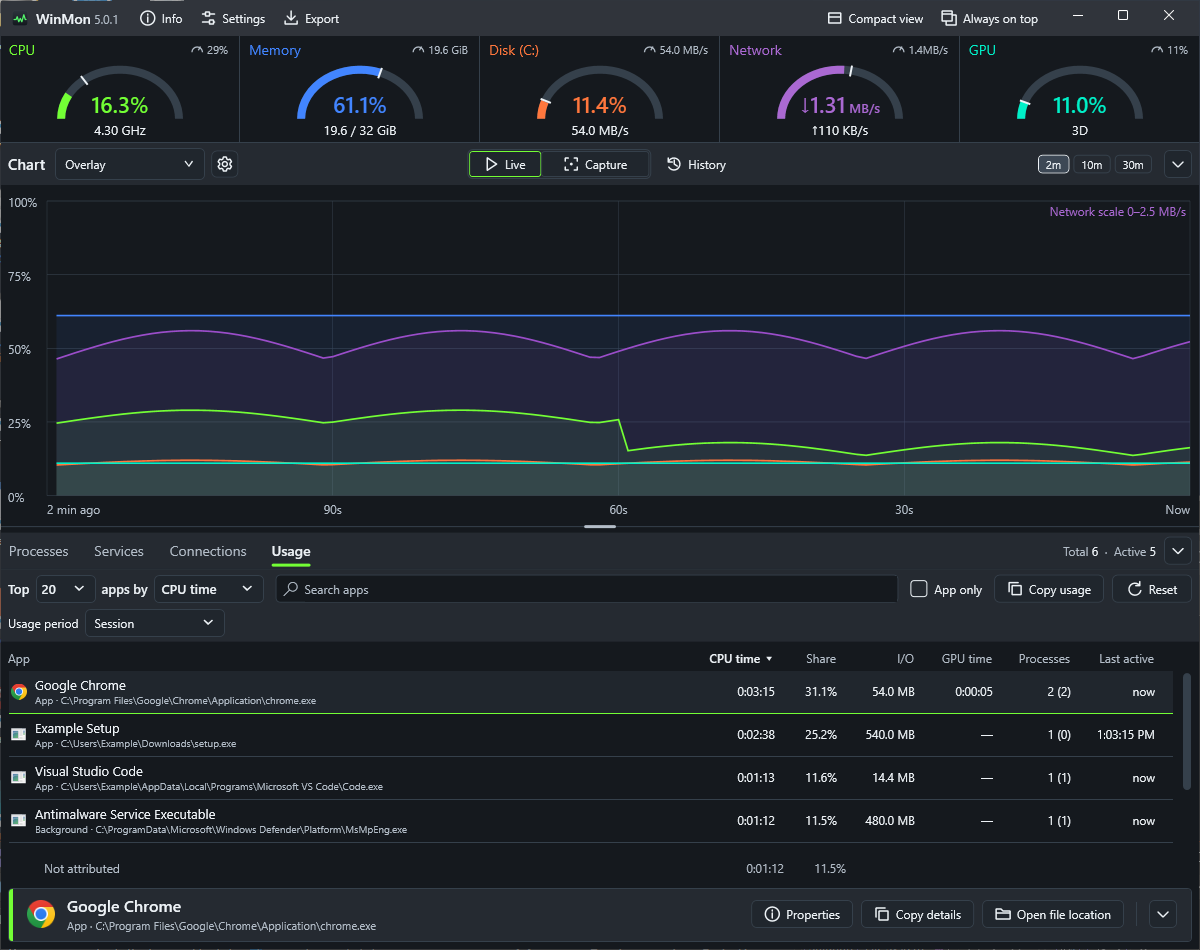 WinMon 5.0.1 Info Settings Export Compact view Always on top
CPU 29% Memory 19.6 GiB Disk (C:) 54.0 MB/s Network 1.4MB/s GPU 11%
16.3% 61.1% 11.4% ↓1.31 MB/s 11.0%
4.30 GHz 19.6 / 32 GiB 54.0 MB/s ↑110 KB/s 3D
Chart Overlay Live Capture History 2m 10m 30m
100%
Network scale 0–2.5 MB/s
75%
50%
25%
0%
2 min ago 90s 60s 30s Now
Processes Services Connections Usage Total 6 · Active 5
Top 20 apps by CPU time Search apps App only Copy usage Reset
Usage period Session
App CPU time ▼ Share I/O GPU time Processes Last active
Google Chrome
App · C:\Program Files\Google\Chrome\Application\chrome.exe
0:03:15 31.1% 54.0 MB 0:00:05 2 (2) now
Example Setup
App · C:\Users\Example\Downloads\setup.exe
0:02:38 25.2% 540.0 MB — 1 (0) 1:03:15 PM
Visual Studio Code
App · C:\Users\Example\AppData\Local\Programs\Microsoft VS Code\Code.exe
0:01:13 11.6% 14.4 MB — 1 (1) now
Antimalware Service Executable
Background · C:\ProgramData\Microsoft\Windows Defender\Platform\MsMpEng.exe
0:01:12 11.5% 480.0 MB — 1 (1) now
Not attributed 0:01:12 11.5%
Google Chrome
App · C:\Program Files\Google\Chrome\Application\chrome.exe
Properties Copy details Open file location